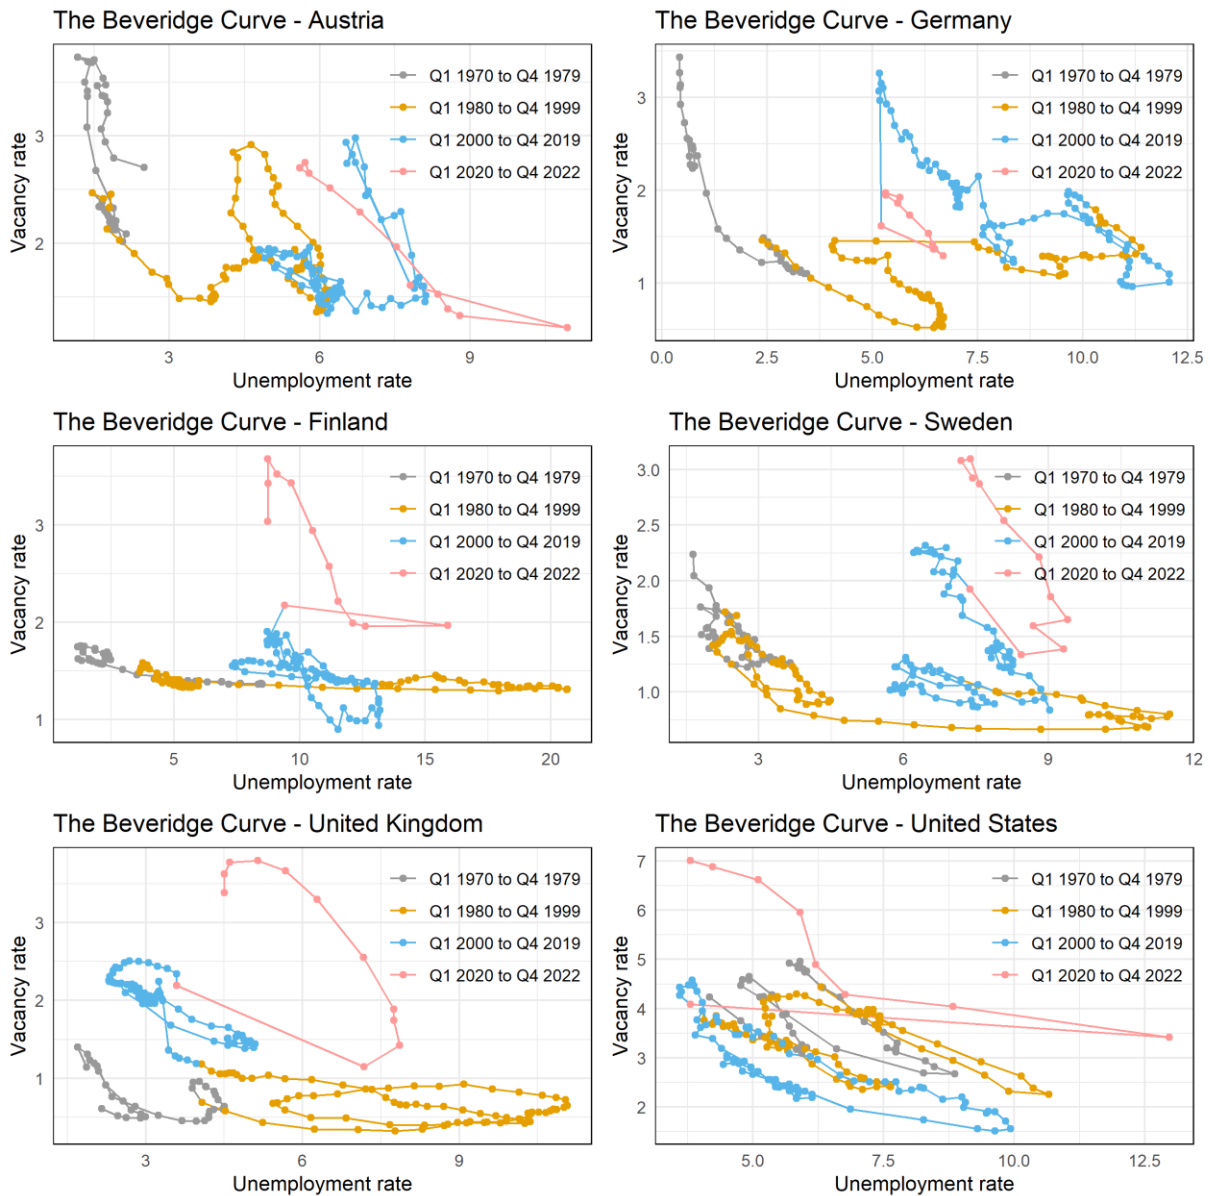 The Beveridge Curve - Austria
Vacancy rate
3
2
Q1 1970 to Q4 1979
Q1 1980 to Q4 1999
Q1 2000 to Q4 2019
Q1 2020 to Q4 2022
3 6 9
Unemployment rate
The Beveridge Curve - Germany
Vacancy rate
3
2
1
0
Q1 1970 to Q4 1979
Q1 1980 to Q4 1999
Q1 2000 to Q4 2019
Q1 2020 to Q4 2022
0.0 2.5 5.0 7.5 10.0 12.5
Unemployment rate
The Beveridge Curve - Finland
Vacancy rate
3
2
1
Q1 1970 to Q4 1979
Q1 1980 to Q4 1999
Q1 2000 to Q4 2019
Q1 2020 to Q4 2022
5 10 15 20
Unemployment rate
The Beveridge Curve - Sweden
Vacancy rate
3.0
2.5
2.0
1.5
1.0
Q1 1970 to Q4 1979
Q1 1980 to Q4 1999
Q1 2000 to Q4 2019
Q1 2020 to Q4 2022
3 6 9 12
Unemployment rate
The Beveridge Curve - United Kingdom
Vacancy rate
3
2
1
Q1 1970 to Q4 1979
Q1 1980 to Q4 1999
Q1 2000 to Q4 2019
Q1 2020 to Q4 2022
3 6 9
Unemployment rate
The Beveridge Curve - United States
Vacancy rate
7
6
5
4
3
2
Q1 1970 to Q4 1979
Q1 1980 to Q4 1999
Q1 2000 to Q4 2019
Q1 2020 to Q4 2022
5.0 7.5 10.0 12.5
Unemployment rate